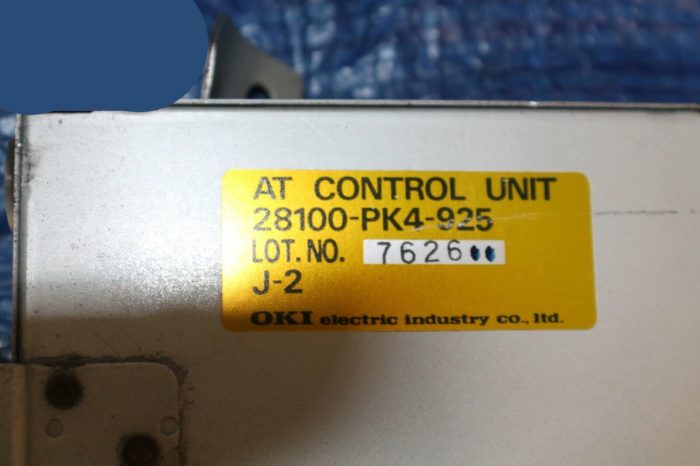 AT CONTROL UNIT
28100-PK4-925
LOT. NO. 7626
J-2
OKI electric industry co., ltd.